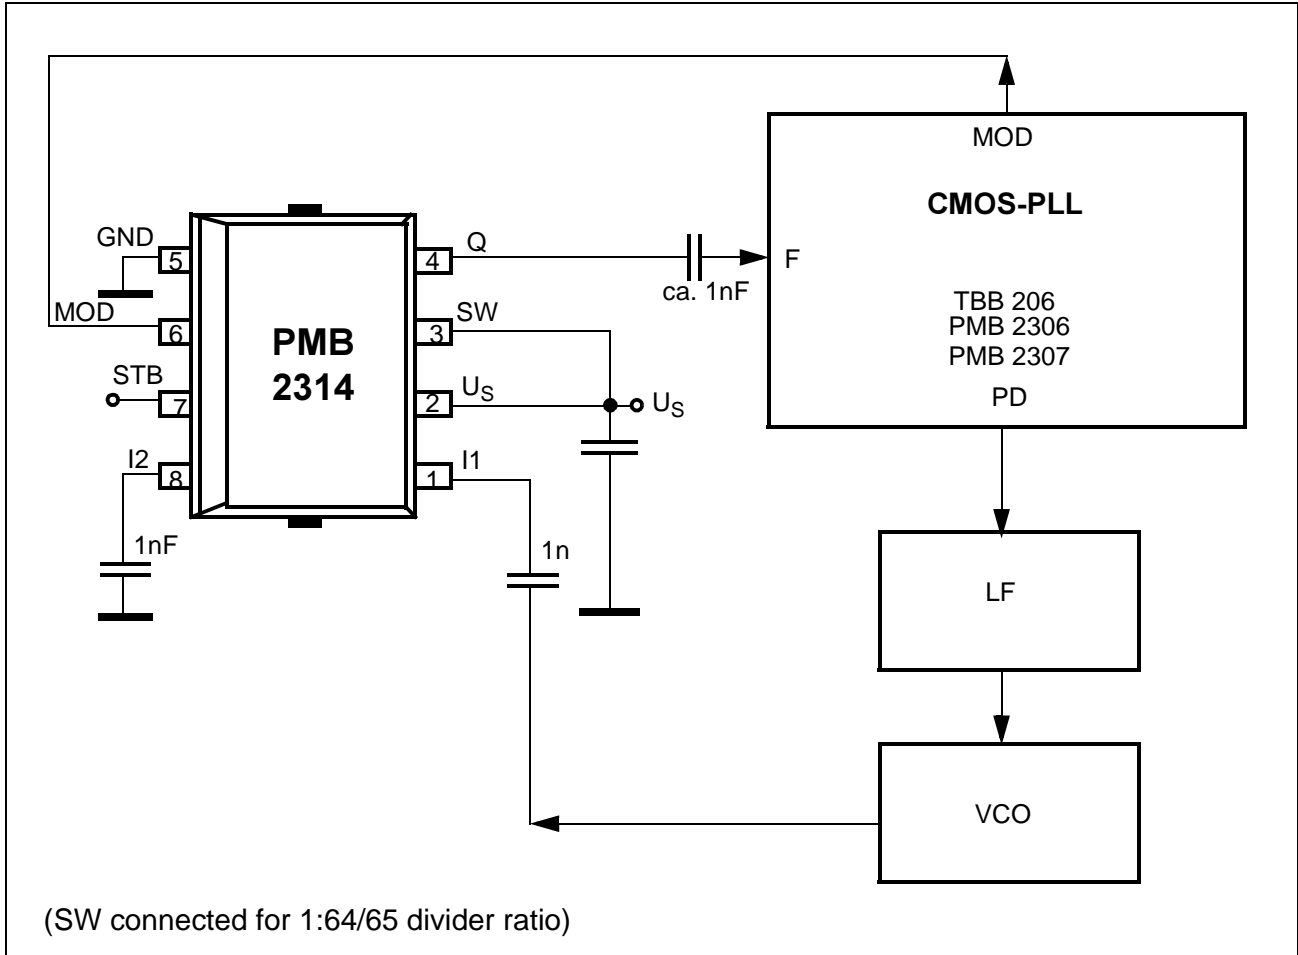 MOD
CMOS-PLL
F
TBB 206
PMB 2306
PMB 2307
PD
GND
5
MOD
6
STB
7
I2
8
1nF
PMB
2314
Q
4
SW
3
US
2
US
I1
1
ca. 1nF
1n
LF
VCO
(SW connected for 1:64/65 divider ratio)